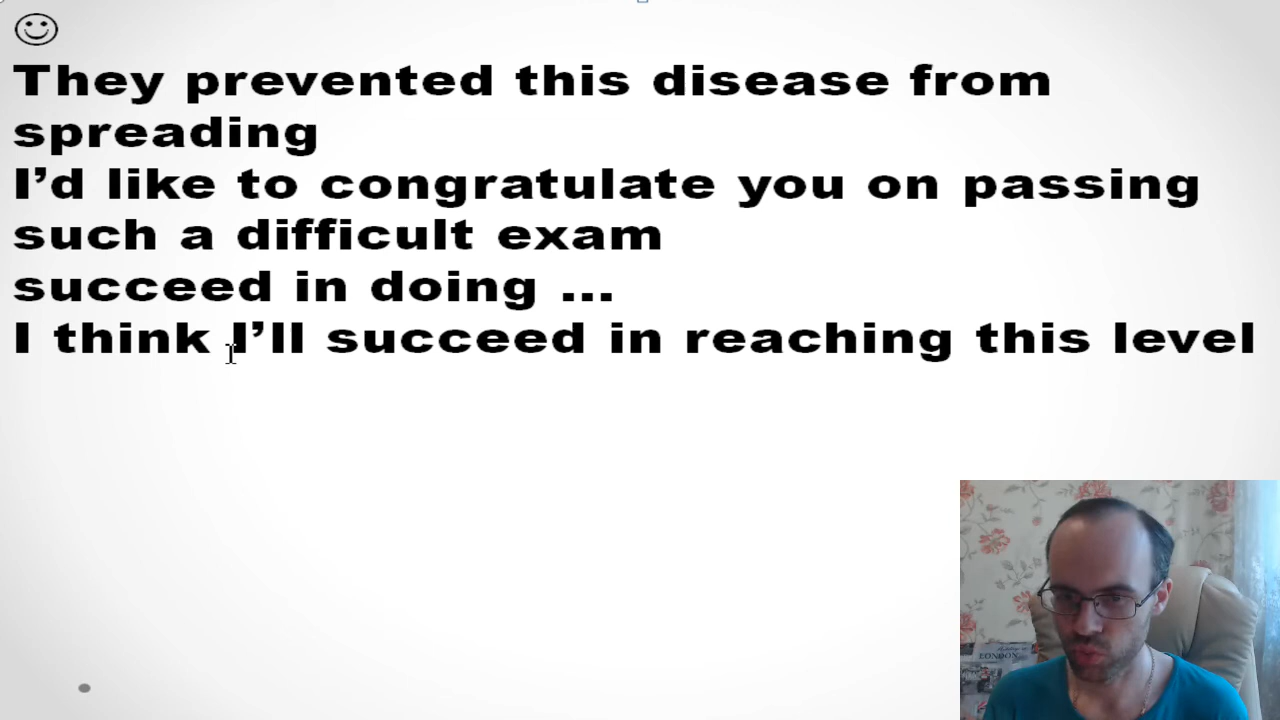 They prevented this disease from
spreading
I’d like to congratulate you on passing
such a difficult exam
succeed in doing ...
I think I’ll succeed in reaching this level
LONDON